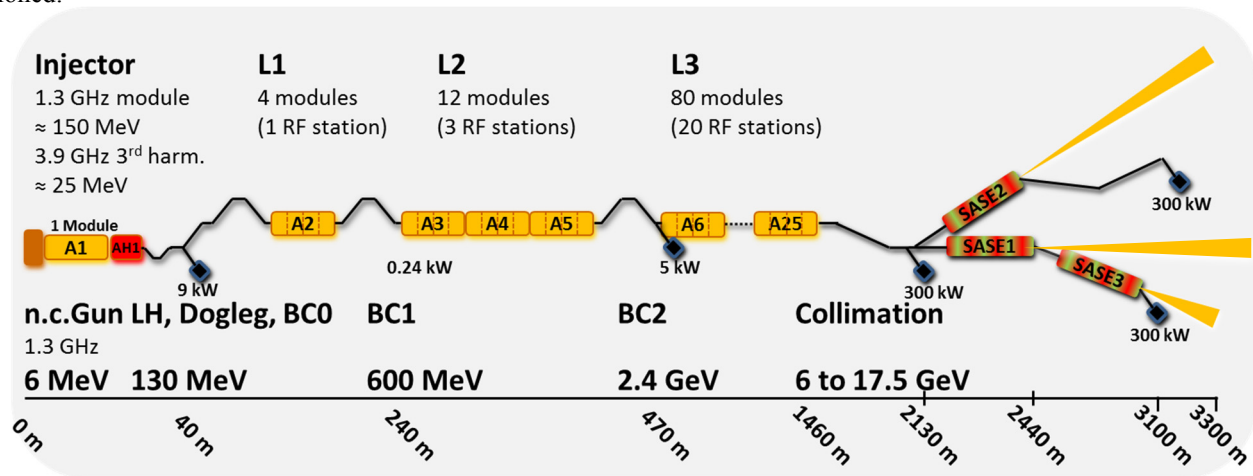 Injector
1.3 GHz module
≈ 150 MeV
3.9 GHz 3rd harm.
≈ 25 MeV
L1
4 modules
(1 RF station)
L2
12 modules
(3 RF stations)
L3
80 modules
(20 RF stations)
1 Module
A1
AH1
A2
A3
A4
A5
A6
A25
SASE2
SASE1
SASE3
9 kW
0.24 kW
5 kW
300 kW
300 kW
300 kW
n.c.Gun LH, Dogleg, BC0
BC1
BC2
Collimation
1.3 GHz
6 MeV
130 MeV
600 MeV
2.4 GeV
6 to 17.5 GeV
0 m
40 m
240 m
470 m
1460 m
2130 m
2440 m
3100 m
3300 m